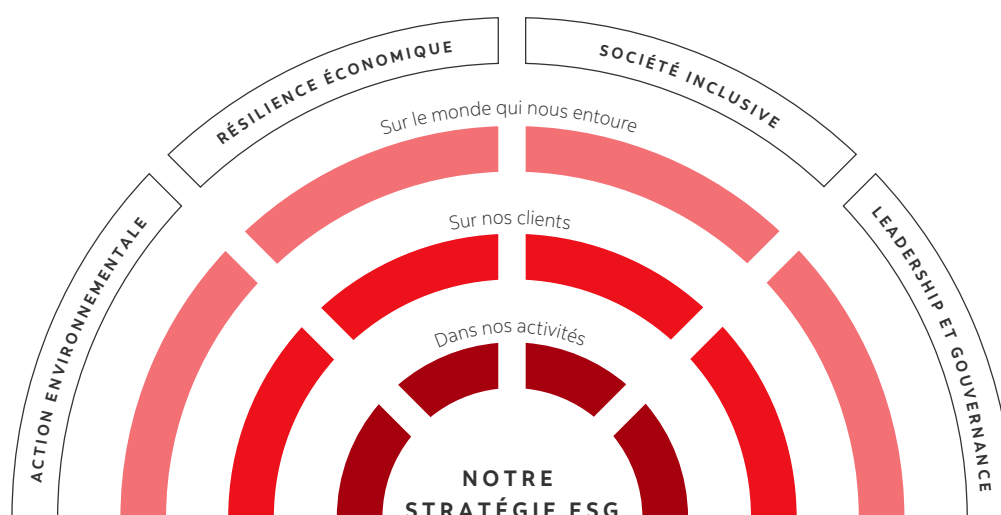 ACTION ENVIRONNEMENTALE
RÉSILIENCE ÉCONOMIQUE
SOCIÉTÉ INCLUSIVE
LEADERSHIP ET GOUVERNANCE
Sur le monde qui nous entoure
Sur nos clients
Dans nos activités
NOTRE
STRATÉGIE ESG